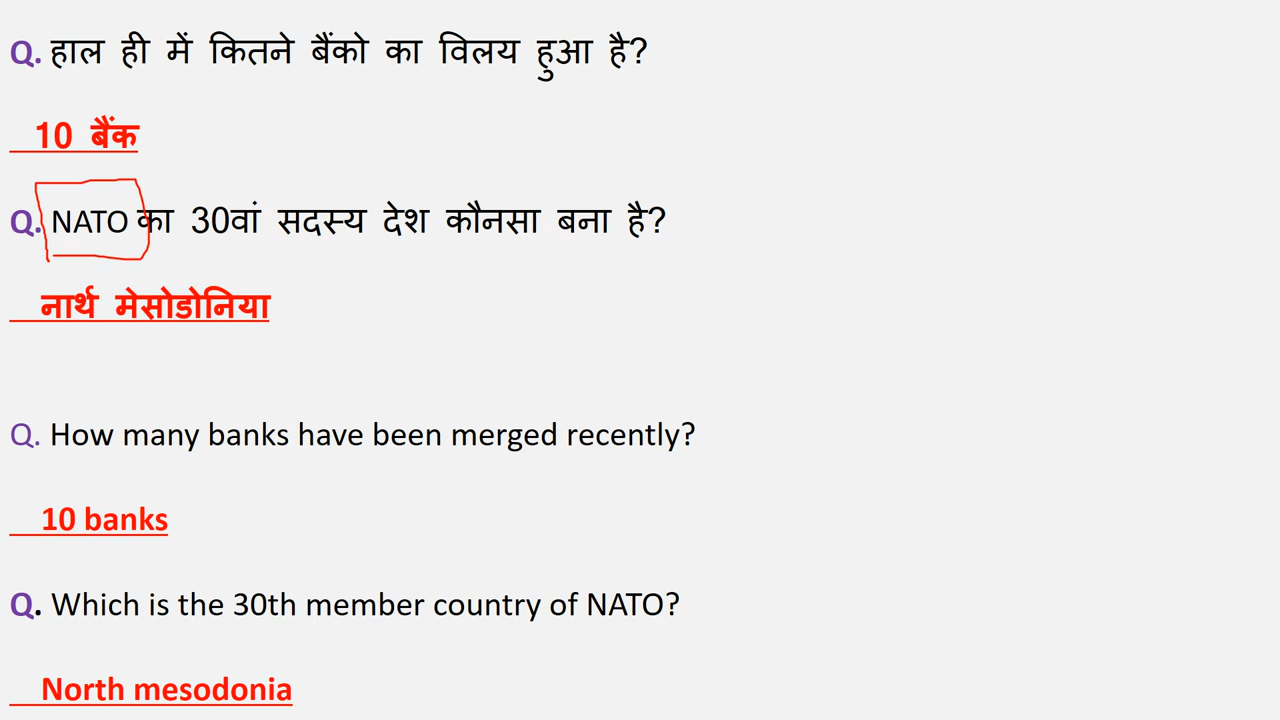 Q. हाल ही में कितने बैंको का विलय हुआ है?
10 बैंक
Q. NATO का 30वां सदस्य देश कौनसा बना है?
नार्थ मेसोडोनिया
Q. How many banks have been merged recently?
10 banks
Q. Which is the 30th member country of NATO?
North mesodonia